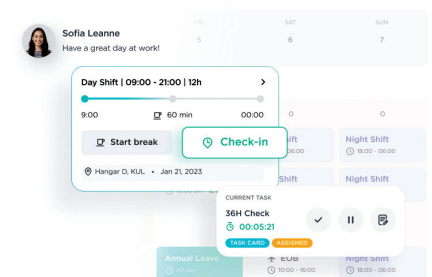 FRI
SAT
SUN
5
6
7
Sofia Leanne
Have a great day at work!
Day Shift | 09:00 - 21:00 | 12h
9:00
60 min
00:00
Start break
Check-in
Hangar D, KUL • Jan 21, 2023
0
0
Shift
06:00
Night Shift
18:00 - 06:00
Shift
Night Shift
CURRENT TASK
36H Check
00:05:21
TASK CARD
ASSIGNED
Annual Leave
EOB
10:00 - 16:00
Night Shift
18:00 - 06:00